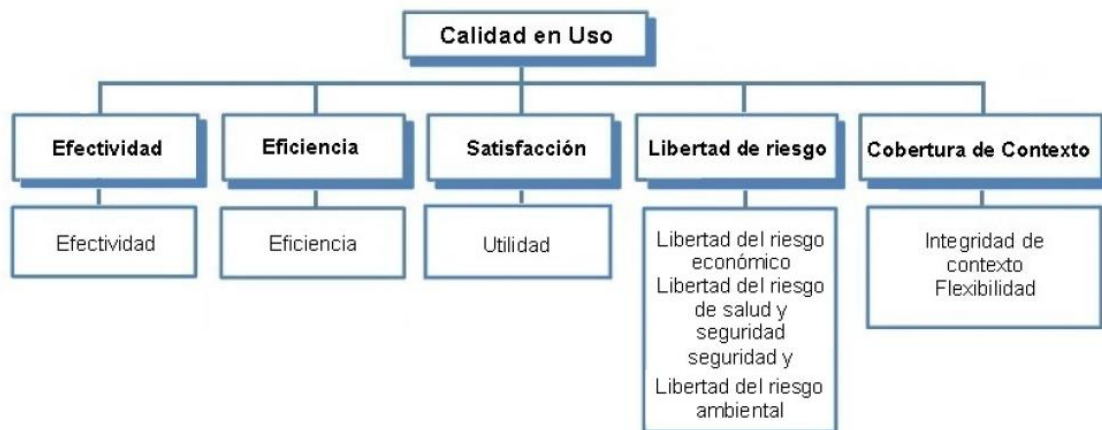 Calidad en Uso
Efectividad
Eficiencia
Satisfacción
Libertad de riesgo
Cobertura de Contexto
Efectividad
Eficiencia
Utilidad
Libertad del riesgo
económico
Libertad del riesgo
de salud y
seguridad
seguridad y
Libertad del riesgo
ambiental
Integridad de
contexto
Flexibilidad